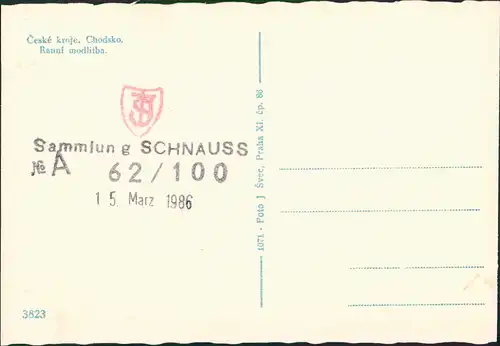 České kroje. Chodsko.
Ranní modlitba.
Sammlung SCHNAUSS
№ A 62/100
15. Marz 1986
1071 - Foto J Švec, Praha XI. čp. 86
3823